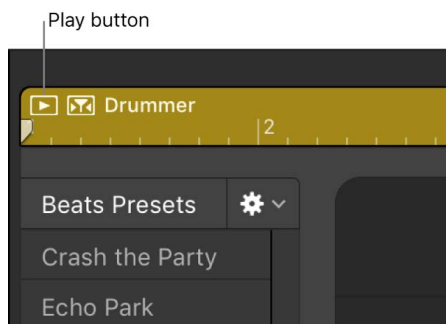 Play button
Drummer
2
Beats Presets
Crash the Party
Echo Park